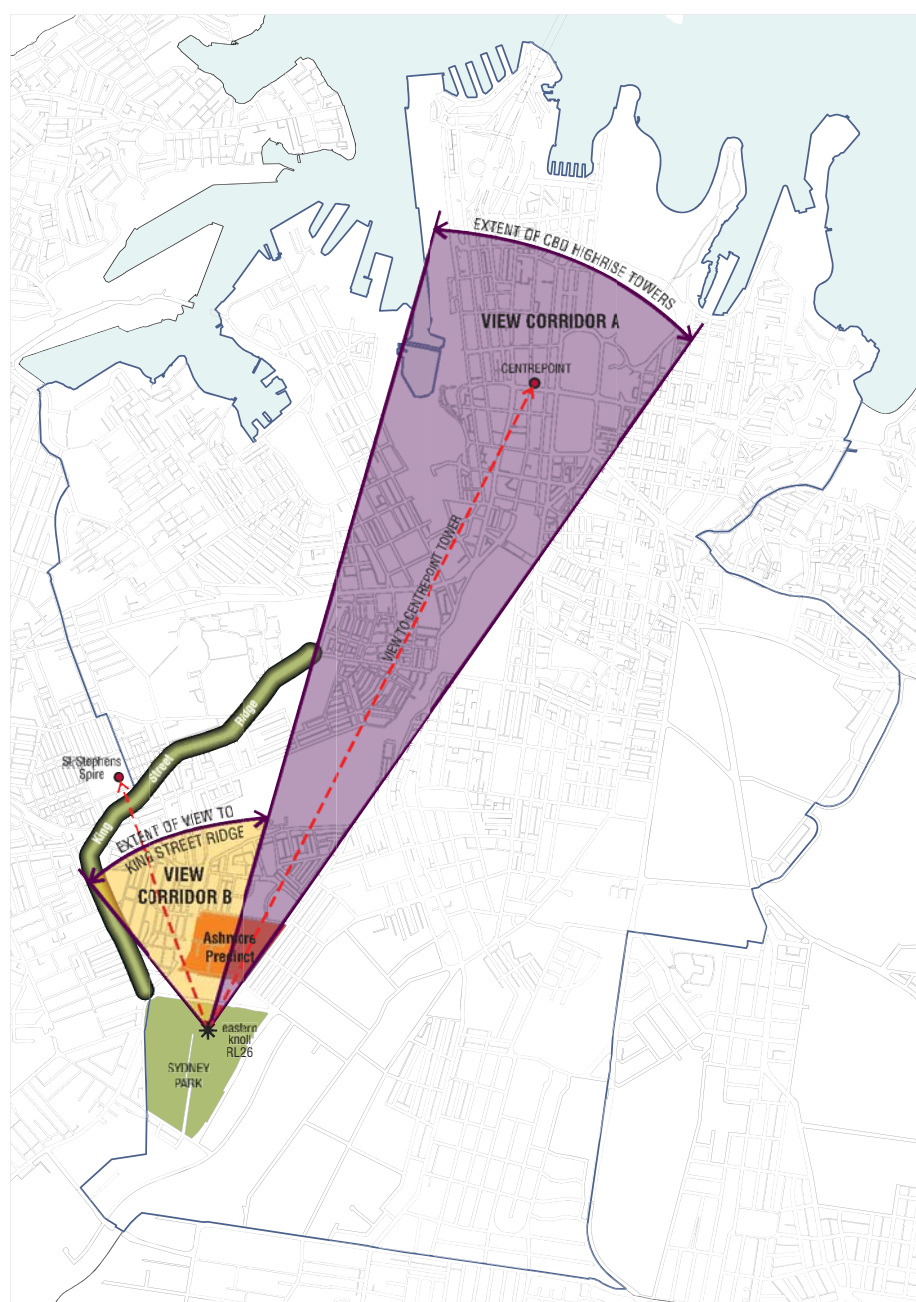 EXTENT OF CBD HIGHRISE TOWERS
VIEW CORRIDOR A
CENTREPOINT
VIEW TO CENTREPOINT TOWER
King Street Ridge
St Stephens
Spire
EXTENT OF VIEW TO
KING STREET RIDGE
VIEW
CORRIDOR B
Ashmore
Precinct
eastern
knoll
RL26
SYDNEY
PARK